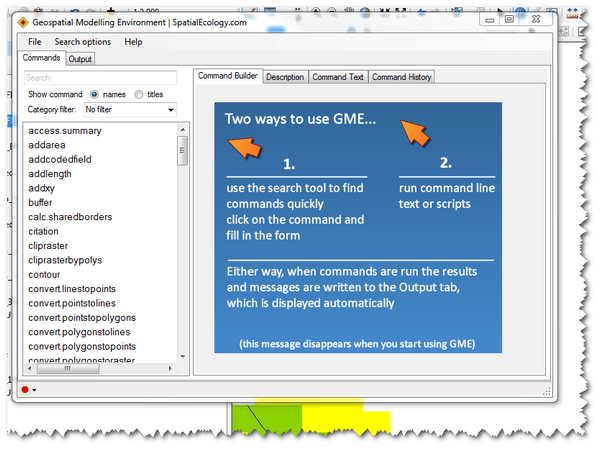 1:2,000
Geospatial Modelling Environment | SpatialEcology.com
File Search options Help
Commands Output
Search
Show command names titles
Category filter: No filter
access.summary
addarea
addcodedfield
addlength
addxy
buffer
calc.sharedborders
citation
clipraster
cliprasterbypolys
contour
convert.linestopoints
convert.pointstolines
convert.pointstopolygons
convert.polygonstolines
convert.polygonstopoints
convert.polygonstoraster
Command Builder Description Command Text Command History
Two ways to use GME...
1.
use the search tool to find
commands quickly
click on the command and
fill in the form
2.
run command line
text or scripts
Either way, when commands are run the results
and messages are written to the Output tab,
which is displayed automatically
(this message disappears when you start using GME)